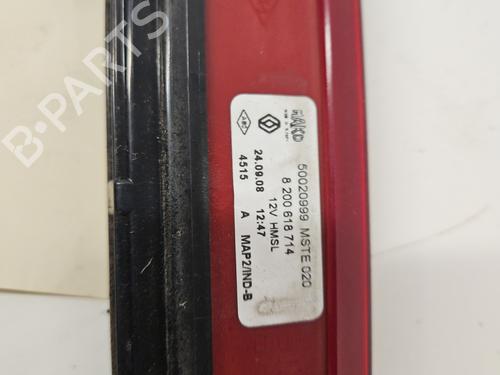 50020999 MSTE 020
8 200 618 714
12V HMSL
24.09.08 12:47
4515 A MAP2/IND-B
B-PARTS